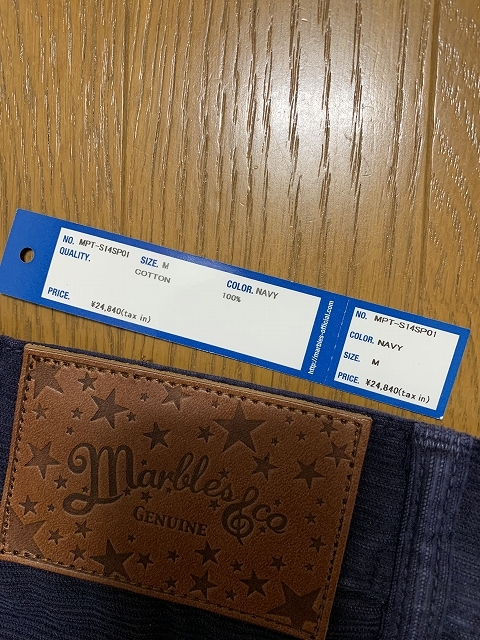 NO. MPT-S14SP01 SIZE. M COLOR. NAVY
QUALITY. COTTON 100%
PRICE. ¥24,840(tax in)
http://marbles-official.com
NO. MPT-S14SP01
COLOR. NAVY
SIZE. M
PRICE. ¥24,840(tax in)
Marbles & co
GENUINE